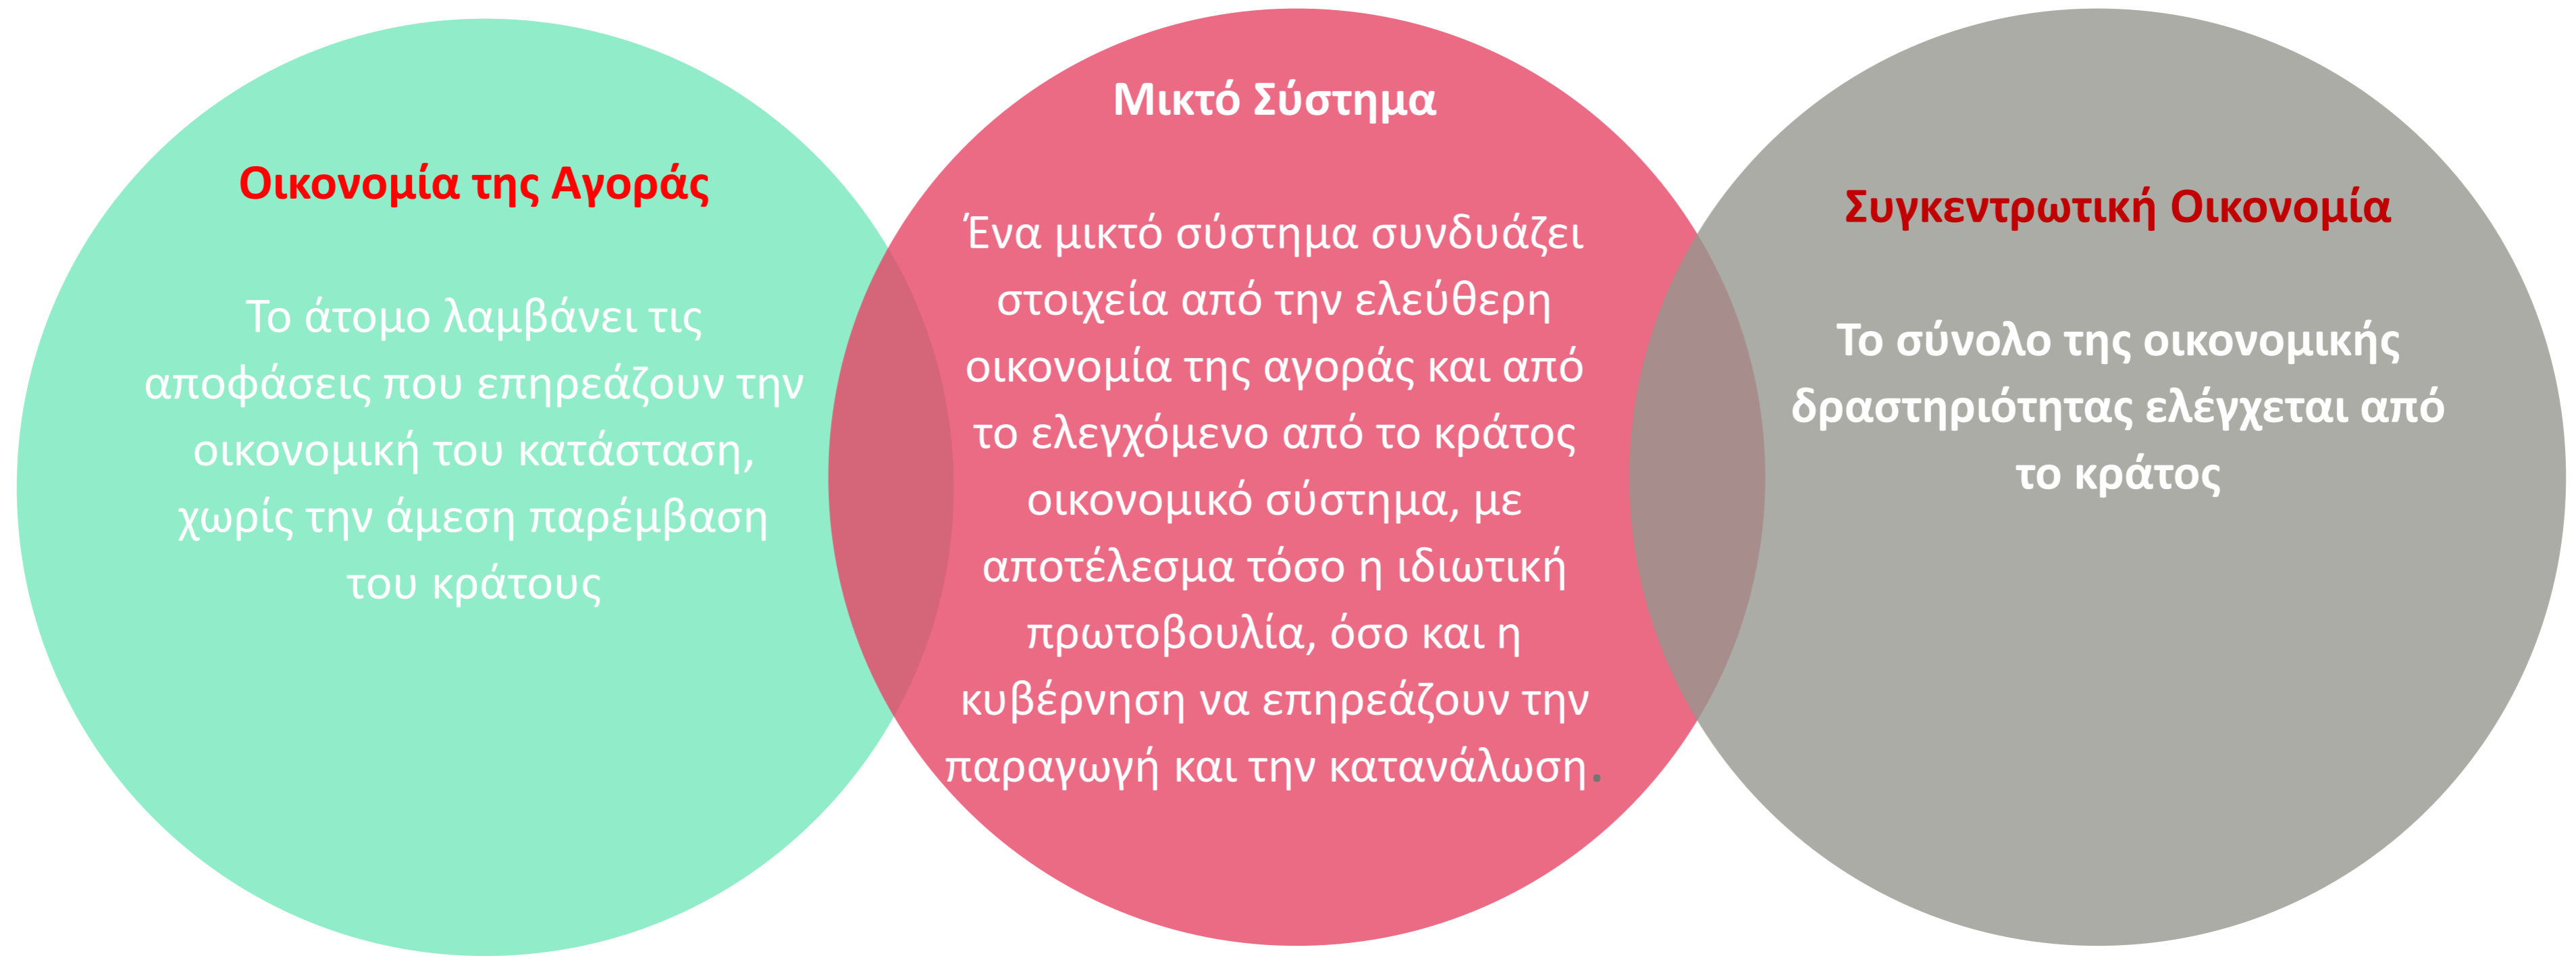 Οικονομία της Αγοράς
Το άτομο λαμβάνει τις
αποφάσεις που επηρεάζουν την
οικονομική του κατάσταση,
χωρίς την άμεση παρέμβαση
του κράτους
Μικτό Σύστημα
Ένα μικτό σύστημα συνδυάζει
στοιχεία από την ελεύθερη
οικονομία της αγοράς και από
το ελεγχόμενο από το κράτος
οικονομικό σύστημα, με
αποτέλεσμα τόσο η ιδιωτική
πρωτοβουλία, όσο και η
κυβέρνηση να επηρεάζουν την
παραγωγή και την κατανάλωση.
Συγκεντρωτική Οικονομία
Το σύνολο της οικονομικής
δραστηριότητας ελέγχεται από
το κράτος